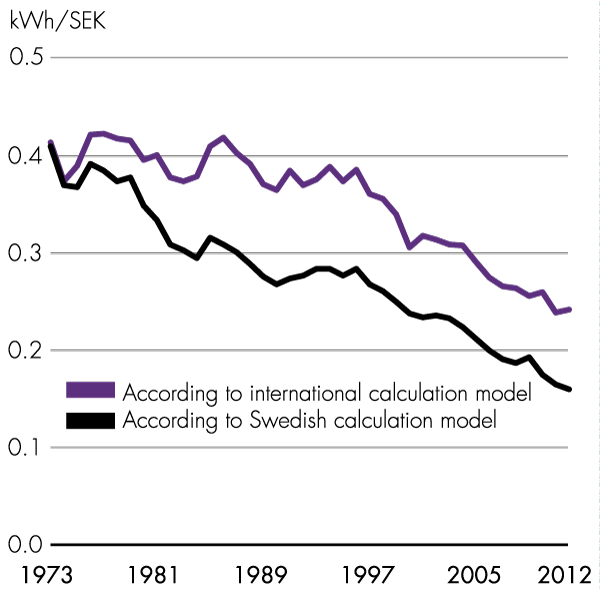 kWh/SEK
0.5
0.4
0.3
0.2
According to international calculation model
According to Swedish calculation model
0.1
0.0
1973 1981 1989 1997 2005 2012